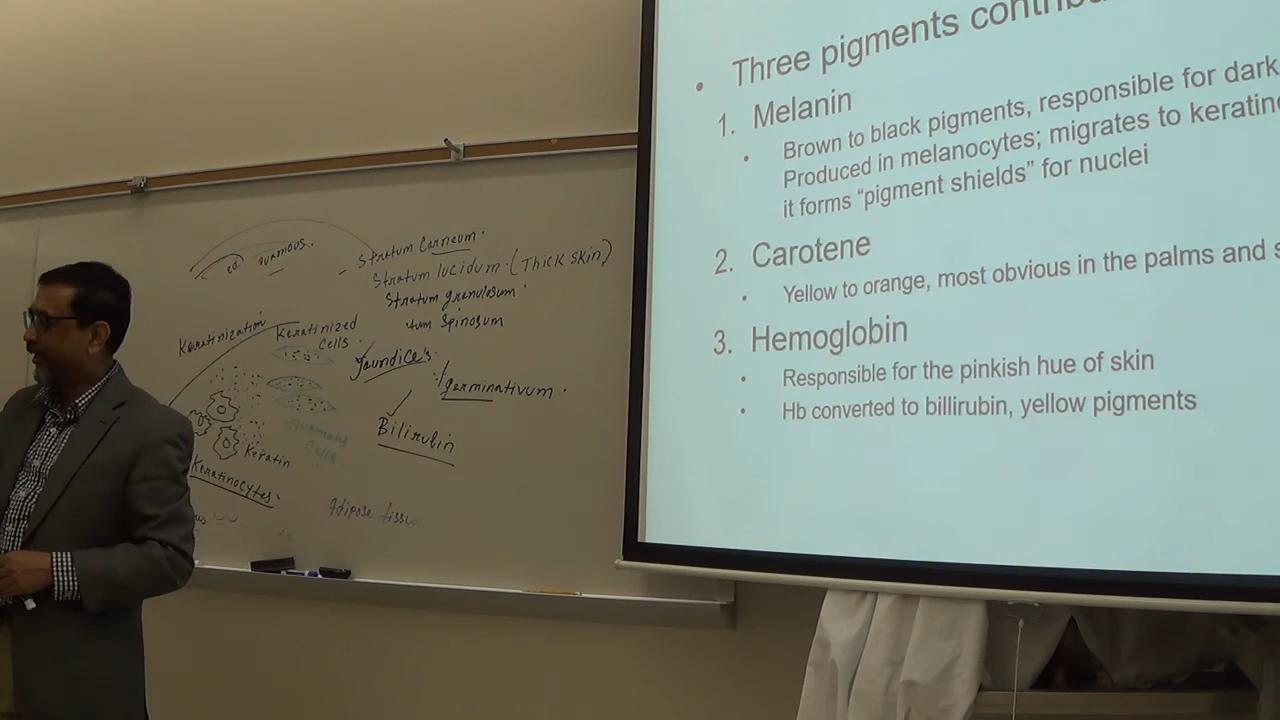 Three pigments
1. Melanin
Brown to black pigments, responsible for dark
Produced in melanocytes; migrates to
it forms “pigment shields” for nuclei
2. Carotene
Yellow to orange, most obvious in the palms and
3. Hemoglobin
Responsible for the pinkish hue of skin
Hb converted to billirubin, yellow pigments
Stratum Corneum.
Stratum lucidum. (Thick skin)
Stratum granulosum
tum Spinosum
germinativum.
Keratinization
Keratinized
Cells.
Jaundice's
Bilirubin
Cells.
Keratin
Keratinocytes.
Adipose